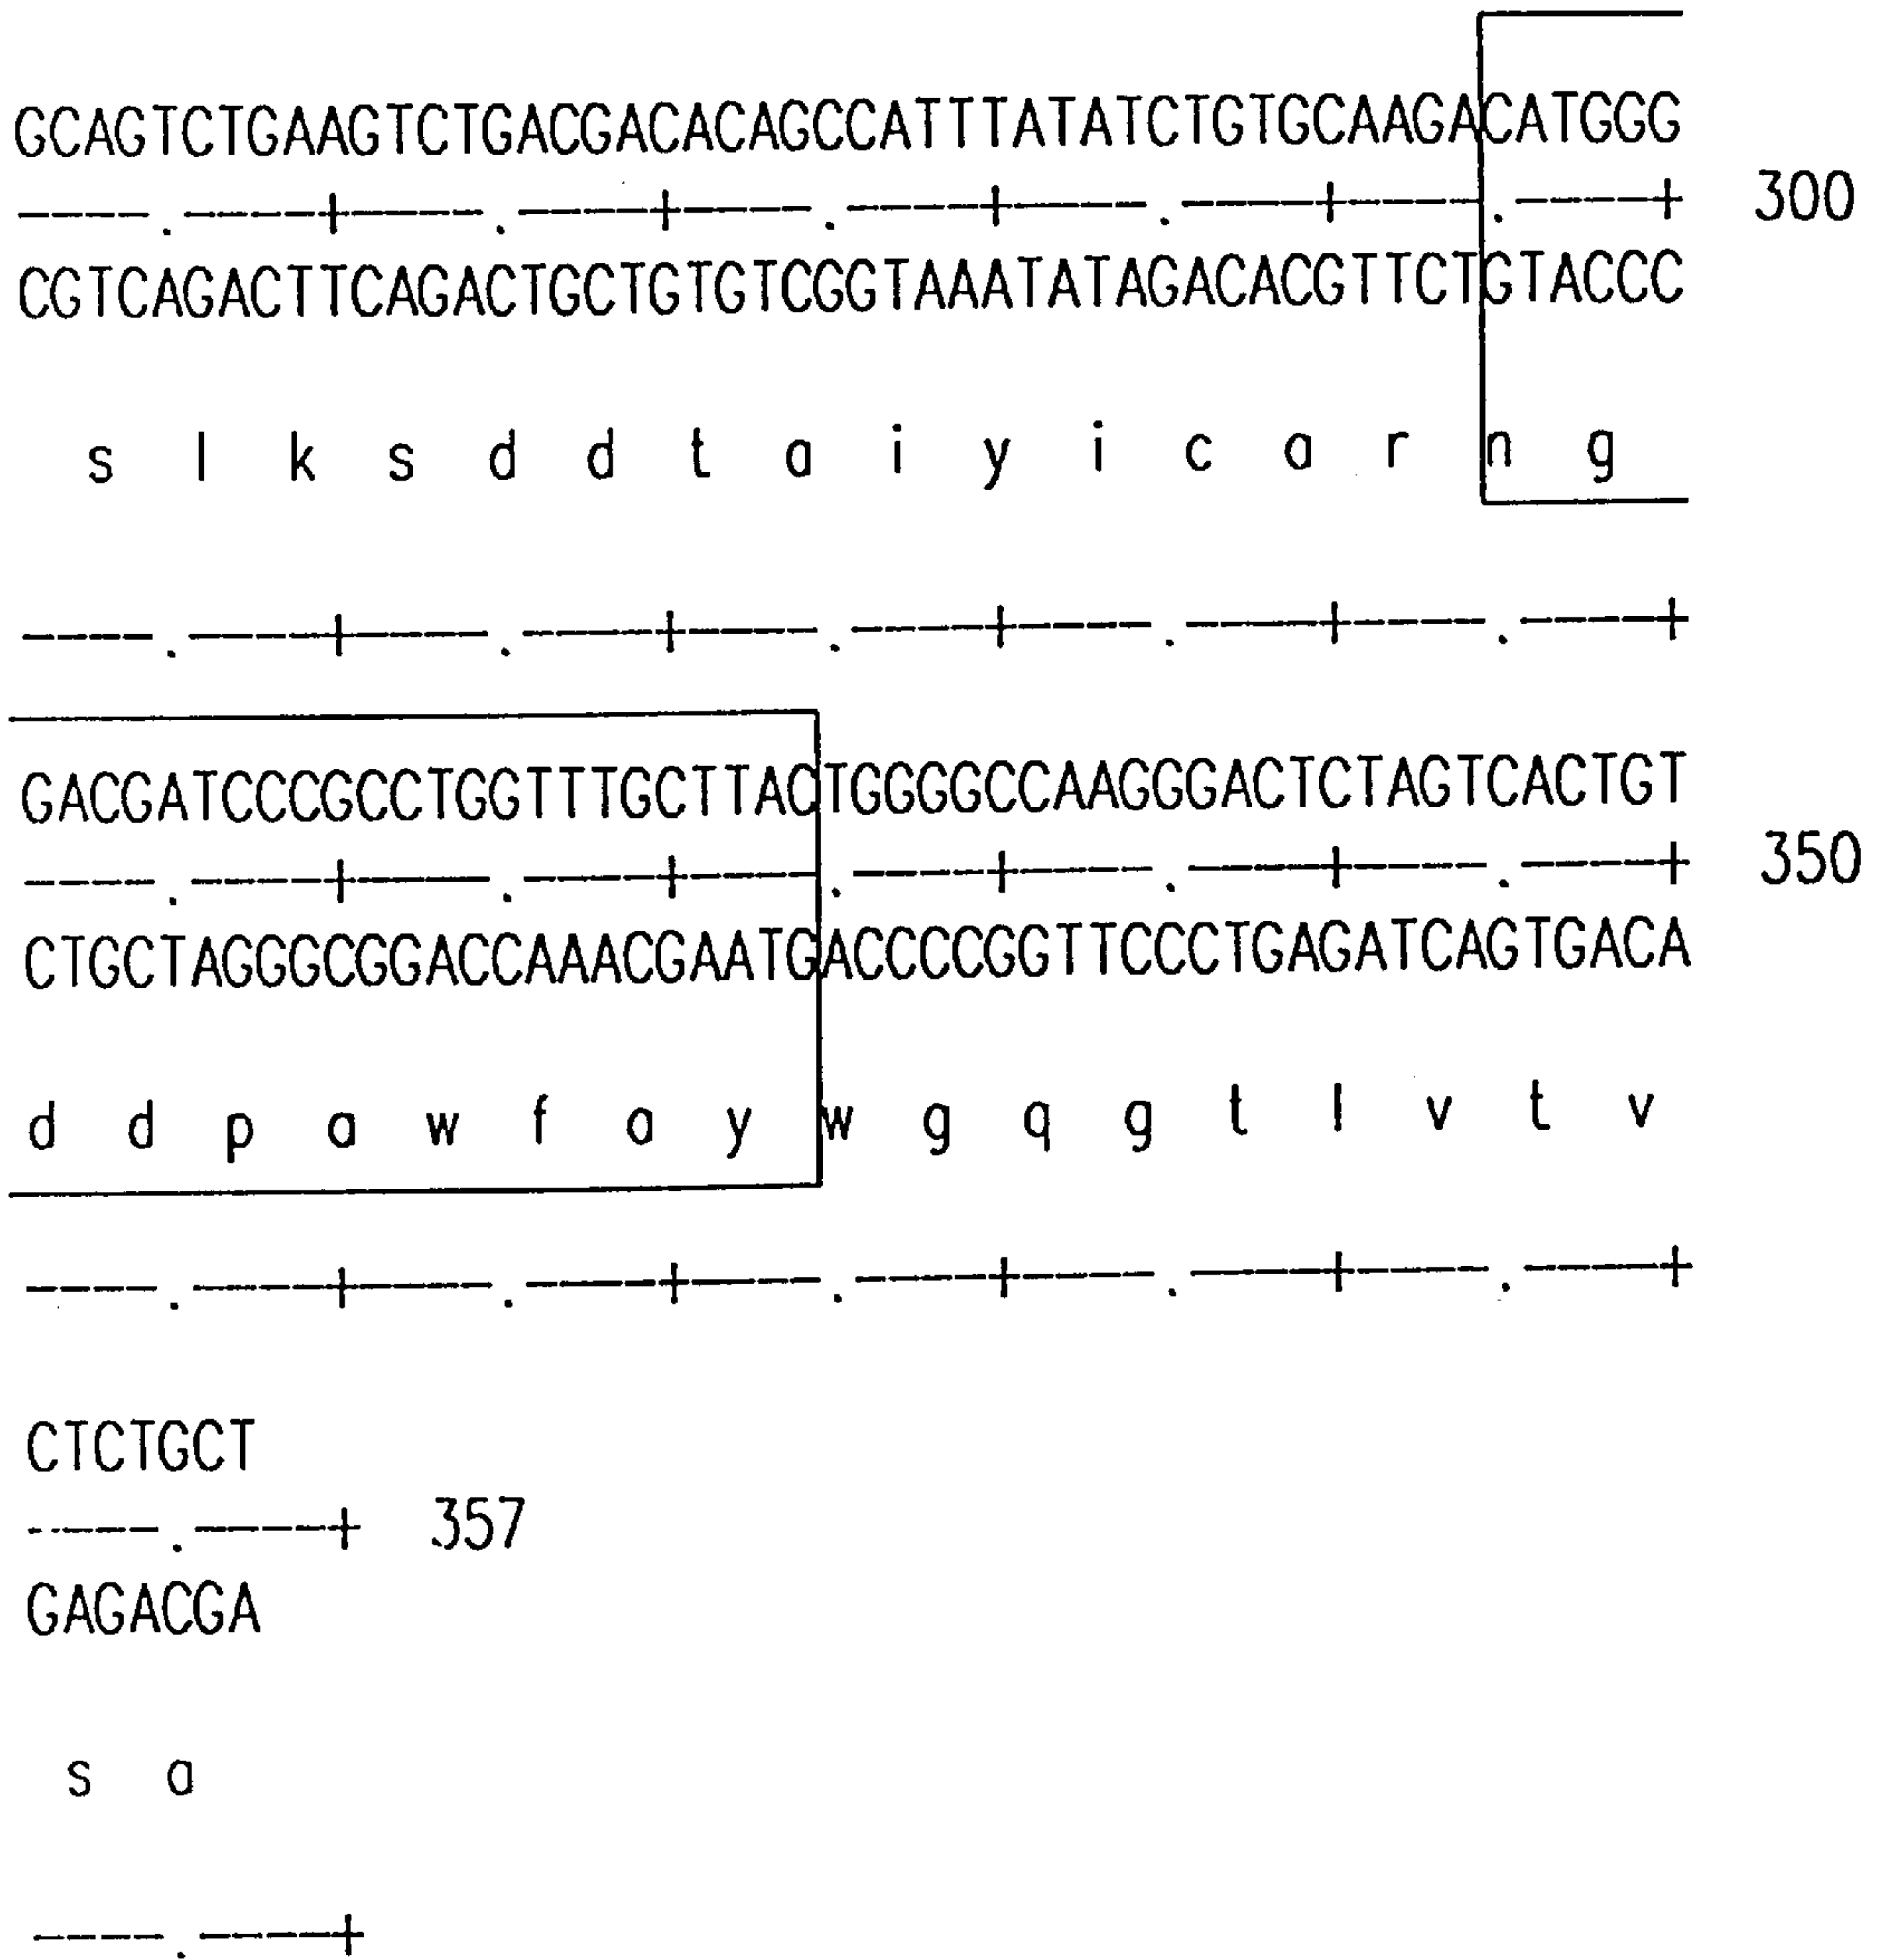 GCAGTCTGAAGTCTGACGACACAGCCATTTATATCTGTGCAAGACATGGG
----.----+----.----+----.----+----.----+----.----+ 300
CGTCAGACTTCAGACTGCTGTGTCGGTAAATATAGACACGTTCTGTACCC
s l k s d d t a i y i c a r n g
----.----+----.----+----.----+----.----+----.----+
GACGATCCCGCCTGGTTTGCTTACTGGGGCCAAGGGACTCTAGTCACTGT
----.----+----.----+----.----+----.----+----.----+ 350
CTGCTAGGGCGGACCAAACGAATGACCCCGGTTCCCTGAGATCAGTGACA
d d p a w f a y w g q g t l v t v
----.----+----.----+----.----+----.----+----.----+
CTCTGCT
----.----+ 357
GAGACGA
s a
----.----+